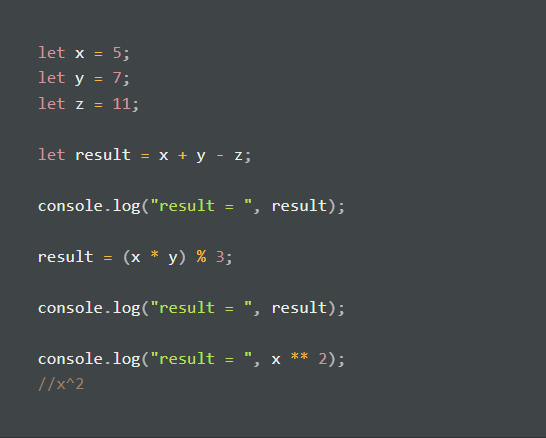 let x = 5;
let y = 7;
let z = 11;
let result = x + y - z;
console.log("result = ", result);
result = (x * y) % 3;
console.log("result = ", result);
console.log("result = ", x ** 2);
//x^2